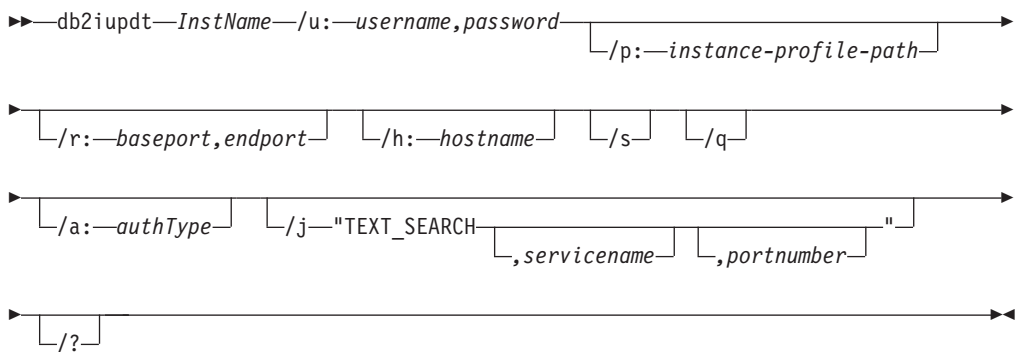 db2iupdt InstName /u: username,password
/p: instance-profile-path
/r: baseport,endport /h: hostname /s /q
/a: authType /j "TEXT_SEARCH "
,servicename ,portnumber
/?